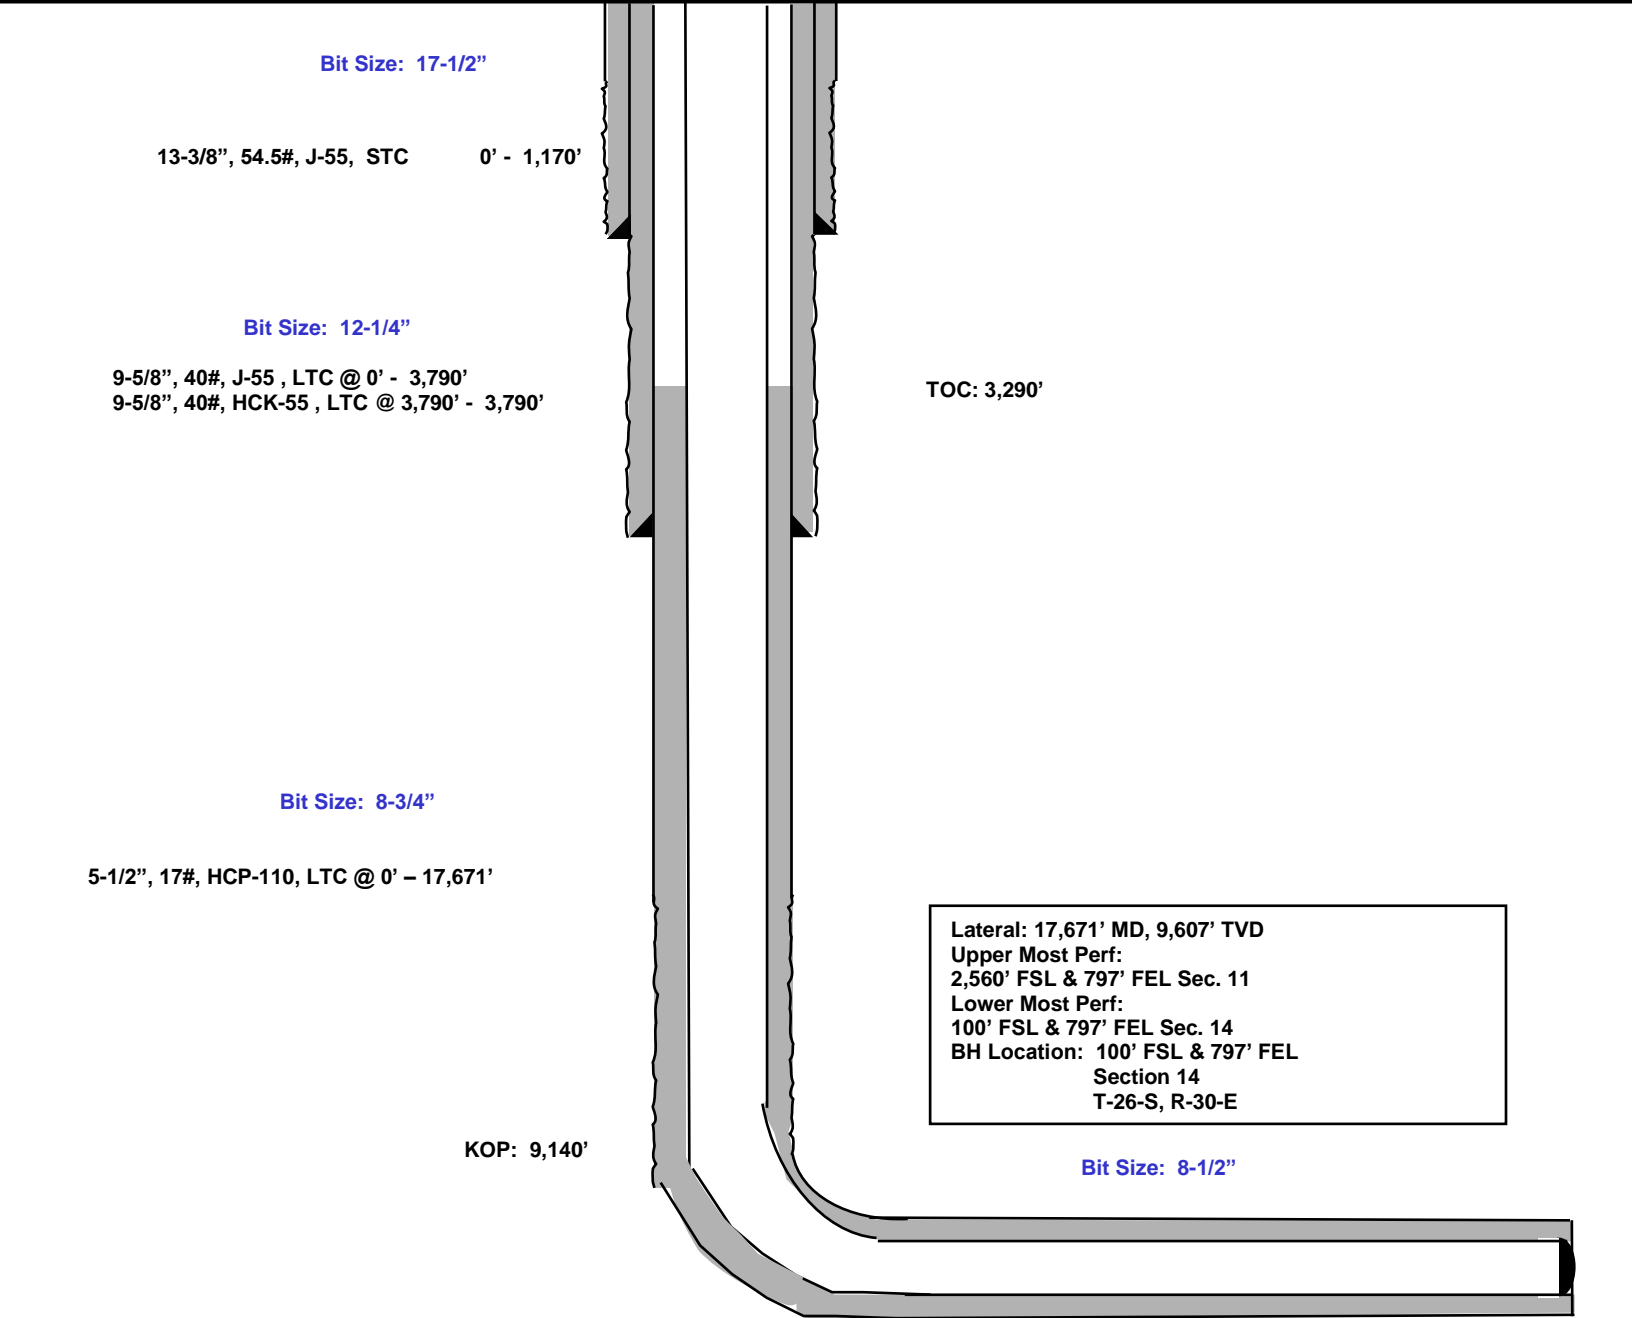 Bit Size: 17-1/2”
13-3/8”, 54.5#, J-55, STC 0’ - 1,170’
Bit Size: 12-1/4”
9-5/8”, 40#, J-55 , LTC @ 0’ - 3,790’
9-5/8”, 40#, HCK-55 , LTC @ 3,790’ - 3,790’
TOC: 3,290’
Bit Size: 8-3/4”
5-1/2”, 17#, HCP-110, LTC @ 0’ – 17,671’
Lateral: 17,671’ MD, 9,607’ TVD
Upper Most Perf:
2,560’ FSL & 797’ FEL Sec. 11
Lower Most Perf:
100’ FSL & 797’ FEL Sec. 14
BH Location: 100’ FSL & 797’ FEL
Section 14
T-26-S, R-30-E
KOP: 9,140’
Bit Size: 8-1/2”